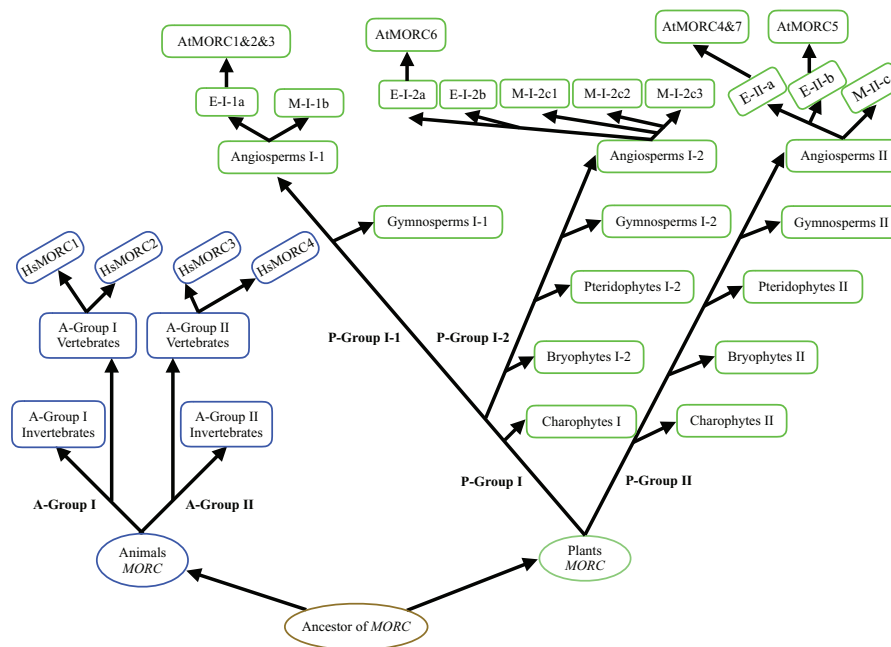 AtMORC1&2&3
AtMORC6
AtMORC4&7
AtMORC5
E-I-1a
M-I-1b
E-I-2a
E-I-2b
M-I-2c1
M-I-2c2
M-I-2c3
E-II-a
E-II-b
M-II-c
Angiosperms I-1
Angiosperms I-2
Angiosperms II
Gymnosperms I-1
Gymnosperms I-2
Gymnosperms II
HsMORC1
HsMORC2
HsMORC3
HsMORC4
Pteridophytes I-2
Pteridophytes II
A-Group I
Vertebrates
A-Group II
Vertebrates
P-Group I-1
P-Group I-2
Bryophytes I-2
Bryophytes II
A-Group I
Invertebrates
A-Group II
Invertebrates
Charophytes I
Charophytes II
P-Group I
P-Group II
A-Group I
A-Group II
Animals
MORC
Plants
MORC
Ancestor of MORC